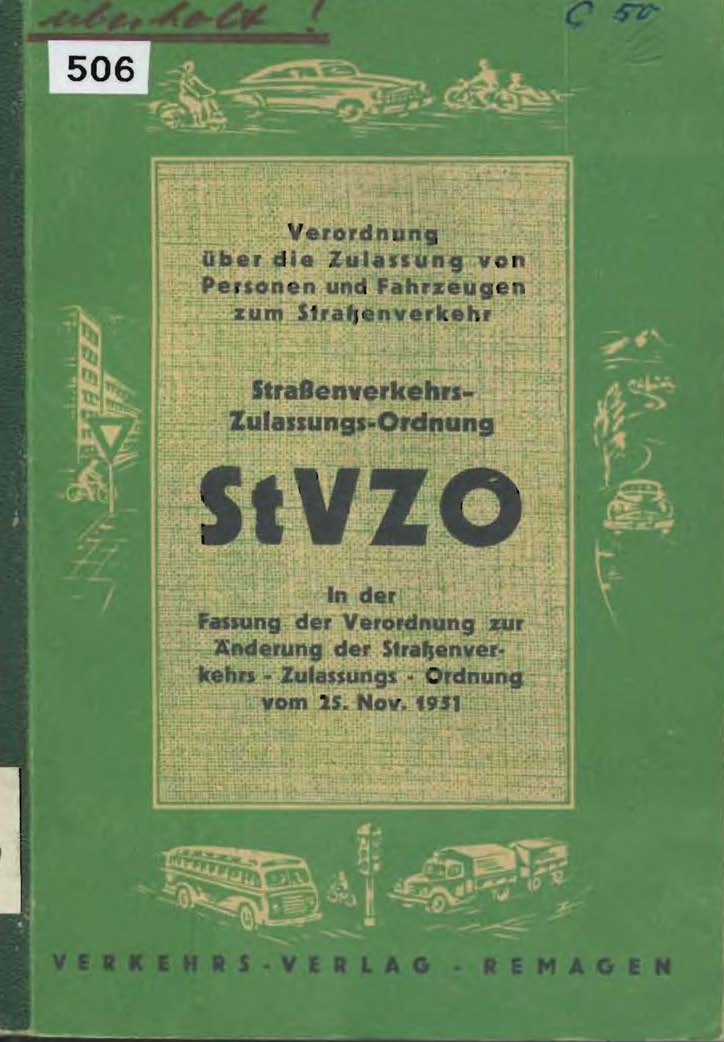 überholt !
C 50
506
Verordnung
über die Zulassung von
Personen und Fahrzeugen
zum Straßenverkehr
Straßenverkehrs-
Zulassungs-Ordnung
StVZO
In der
Fassung der Verordnung zur
Änderung der Straßenver-
kehrs - Zulassungs - Ordnung
vom 25. Nov. 1951
VERKEHRS-VERLAG - REMAGEN